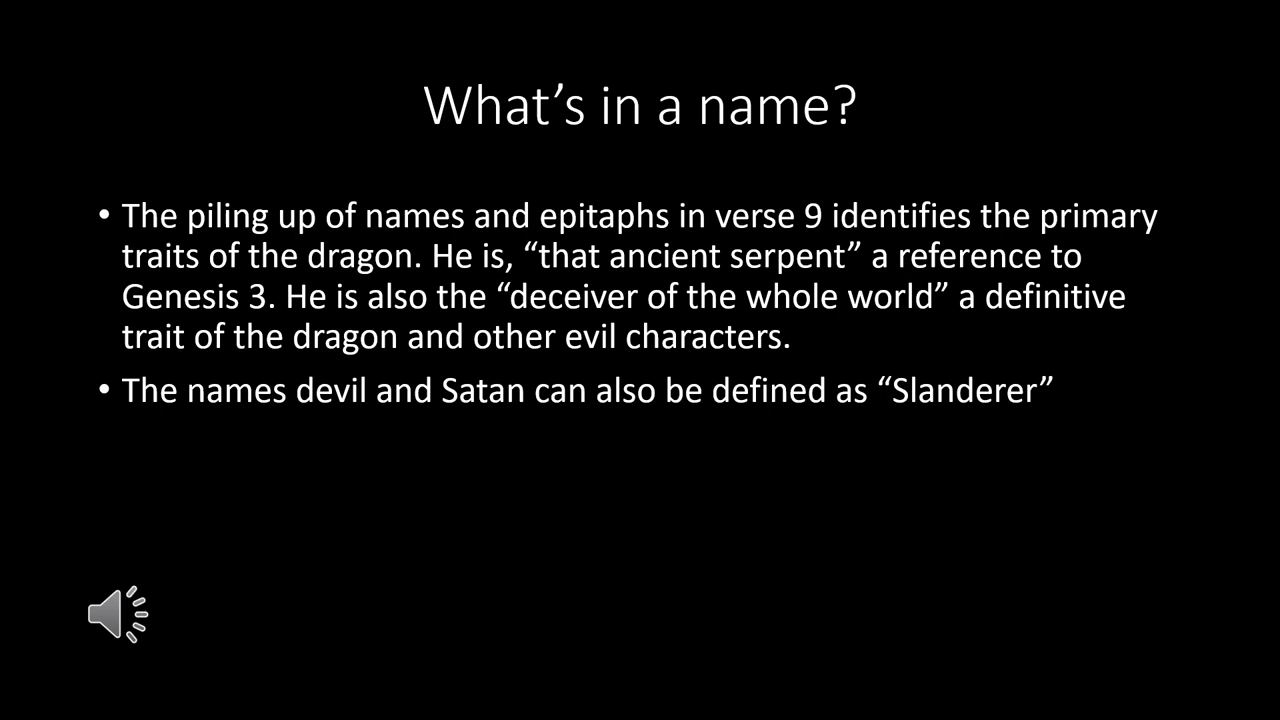 What’s in a name?
• The piling up of names and epitaphs in verse 9 identifies the primary
traits of the dragon. He is, “that ancient serpent” a reference to
Genesis 3. He is also the “deceiver of the whole world” a definitive
trait of the dragon and other evil characters.
• The names devil and Satan can also be defined as “Slanderer”